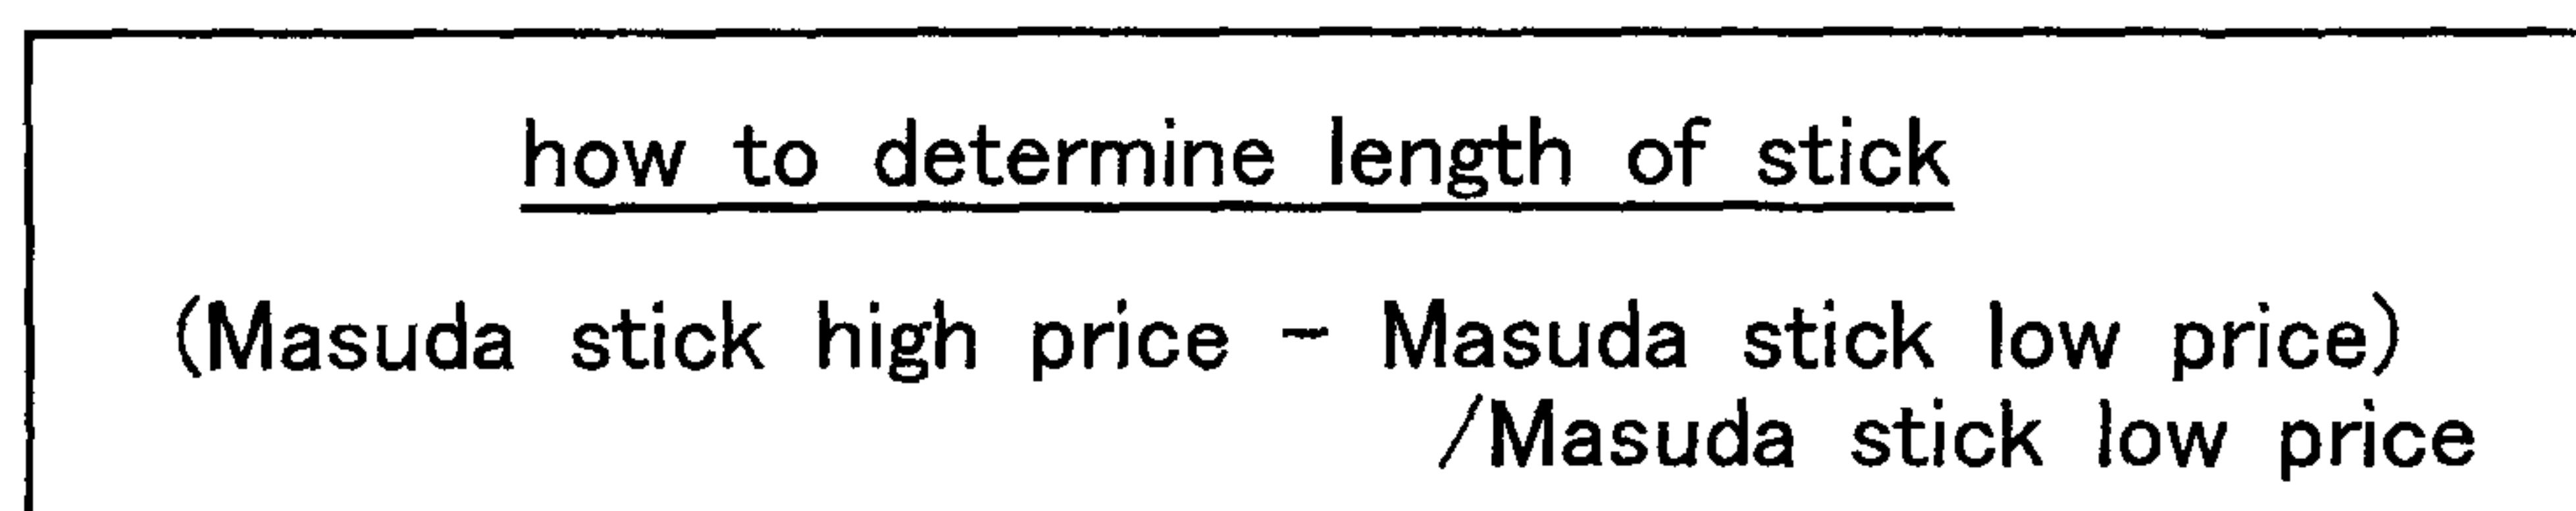 how to determine length of stick
(Masuda stick high price - Masuda stick low price)
/Masuda stick low price